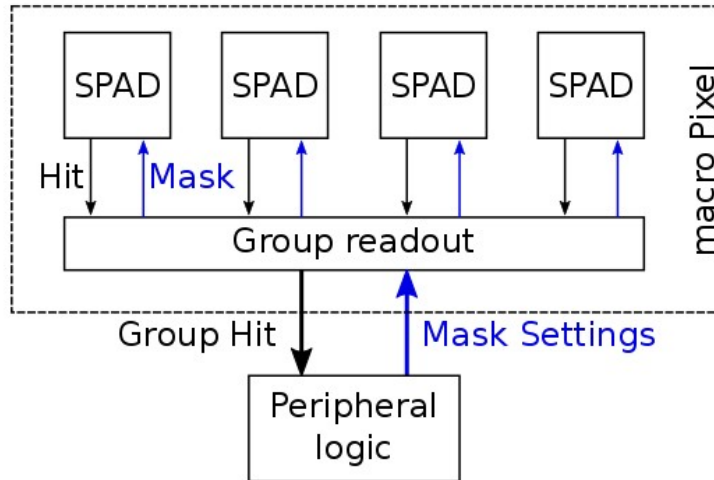 SPAD SPAD SPAD SPAD
macro Pixel
Hit Mask
Group readout
Group Hit Mask Settings
Peripheral
logic